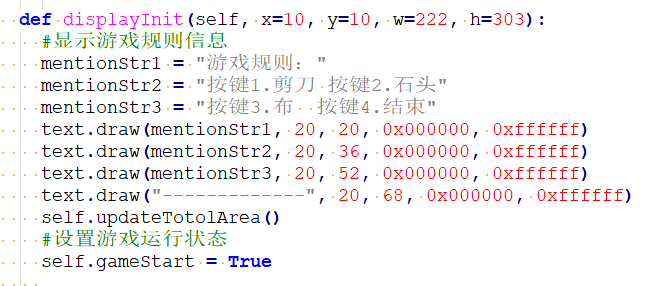 def displayInit(self, x=10, y=10, w=222, h=303):
#显示游戏规则信息
mentionStr1 = "游戏规则："
mentionStr2 = "按键1.剪刀 按键2.石头"
mentionStr3 = "按键3.布  按键4.结束"
text.draw(mentionStr1, 20, 20, 0x000000, 0xffffff)
text.draw(mentionStr2, 20, 36, 0x000000, 0xffffff)
text.draw(mentionStr3, 20, 52, 0x000000, 0xffffff)
text.draw("-------------", 20, 68, 0x000000, 0xffffff)
self.updateTotolArea()
#设置游戏运行状态
self.gameStart = True